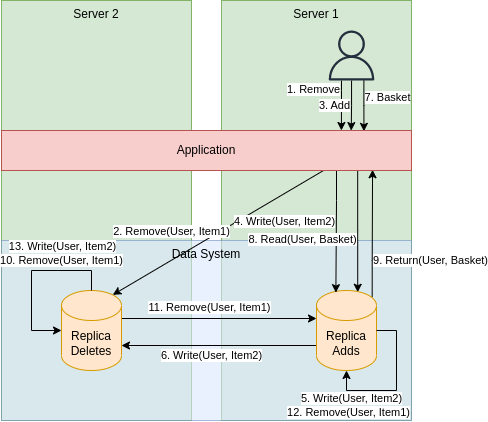 Server 2
Server 1
1. Remove
3. Add
7. Basket
Application
4. Write(User, Item2)
2. Remove(User, Item1)
8. Read(User, Basket)
13. Write(User, Item2)
Data System
10. Remove(User, Item1)
9. Return(User, Basket)
11. Remove(User, Item1)
Replica
Deletes
Replica
Adds
6. Write(User, Item2)
5. Write(User, Item2)
12. Remove(User, Item1)